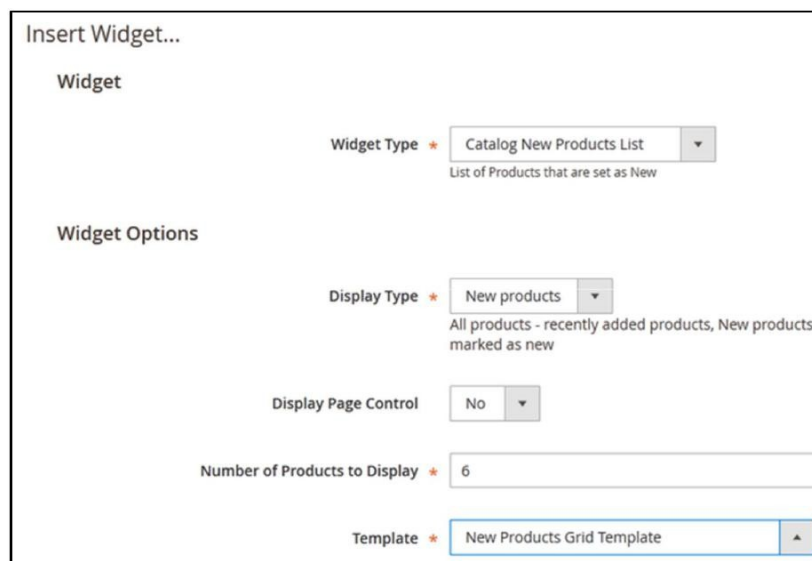 Insert Widget...
Widget
Widget Type * Catalog New Products List
List of Products that are set as New
Widget Options
Display Type * New products
All products - recently added products, New products
marked as new
Display Page Control No
Number of Products to Display * 6
Template * New Products Grid Template